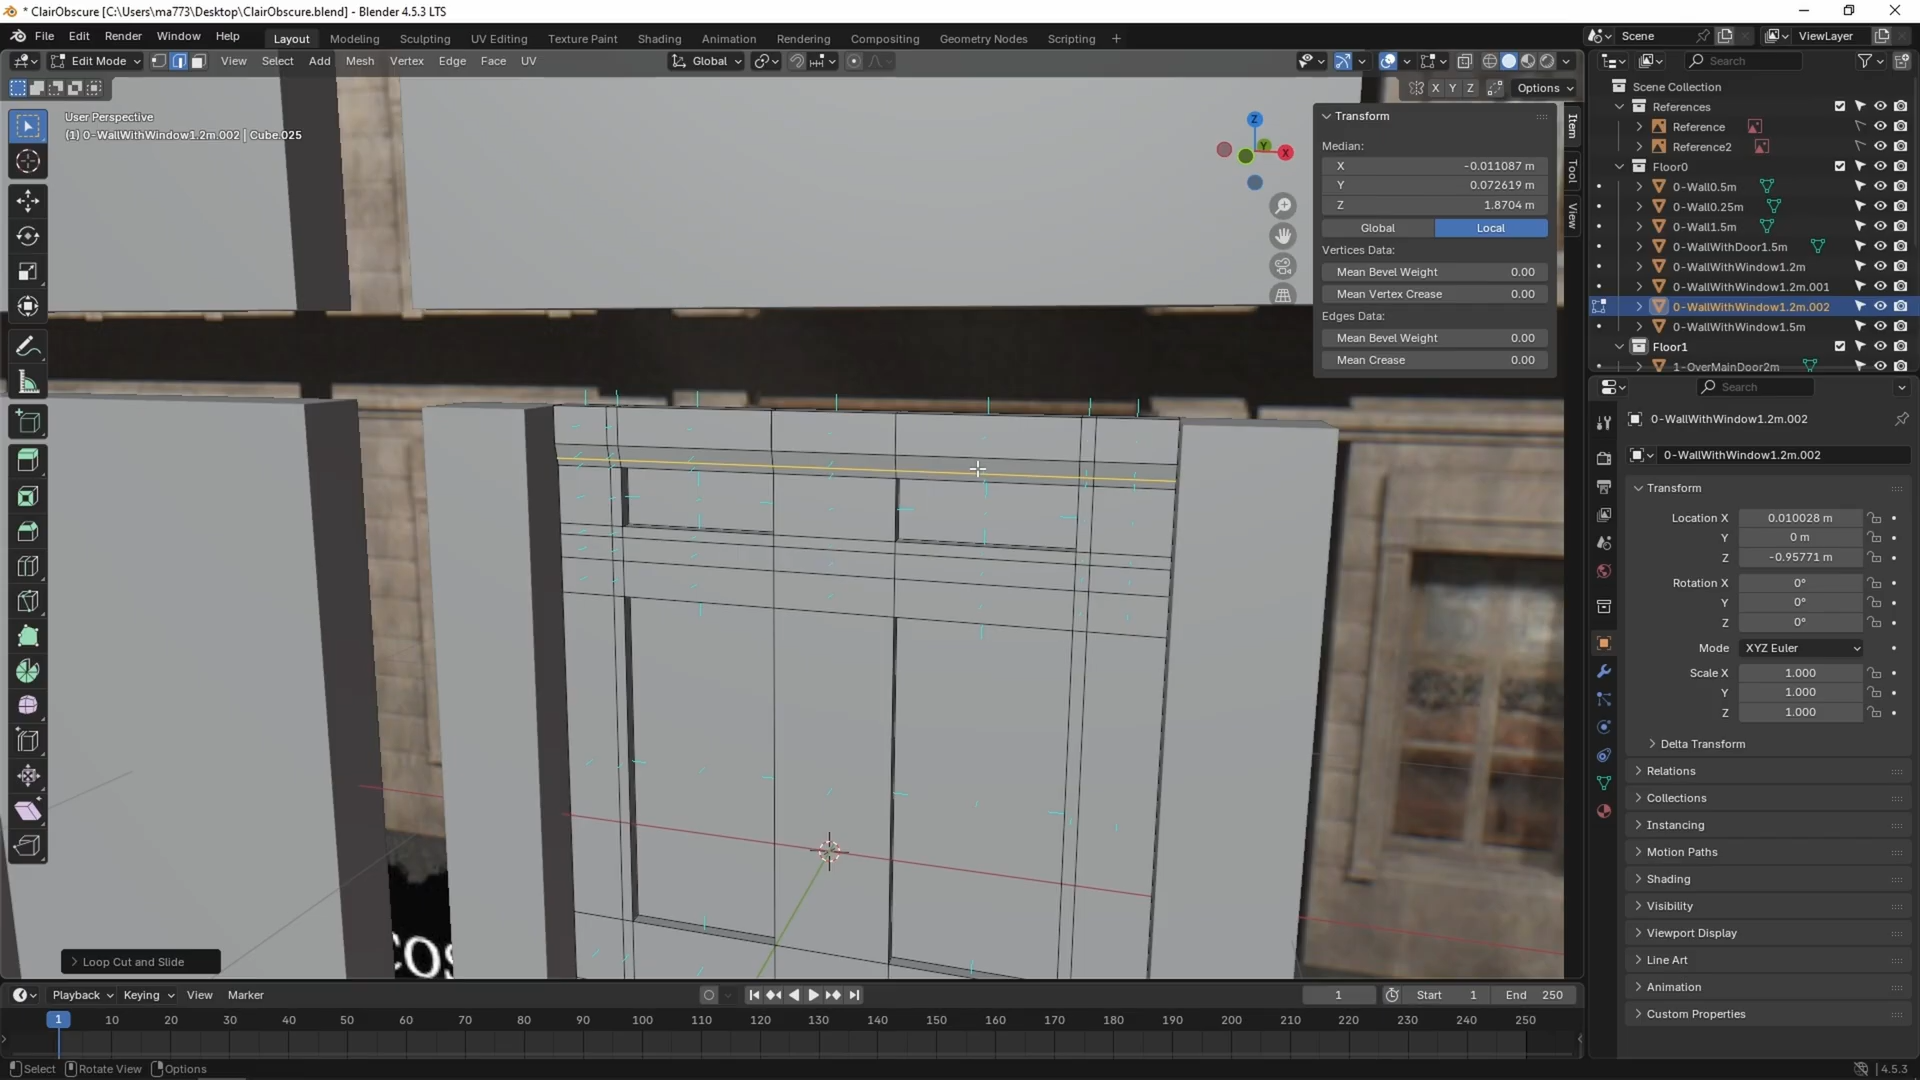 * ClairObscure [C:\Users\ma773\Desktop\ClairObscure.blend] - Blender 4.5.3 LTS
File Edit Render Window Help
Layout Modeling Sculpting UV Editing Texture Paint Shading Animation Rendering Compositing Geometry Nodes Scripting +
Scene
ViewLayer
Edit Mode View Select Add Mesh Vertex Edge Face UV
Global
Search
X Y Z Options
User Perspective
(1) 0-WallWithWindow1.2m.002 | Cube.025
Z
Y
X
Transform
Median:
X -0.011087 m
Y 0.072619 m
Z 1.8704 m
Global Local
Vertices Data:
Mean Bevel Weight 0.00
Mean Vertex Crease 0.00
Edges Data:
Mean Bevel Weight 0.00
Mean Crease 0.00
Item
Tool
View
Scene Collection
References
Reference
Reference2
Floor0
0-Wall0.5m
0-Wall0.25m
0-Wall1.5m
0-WallWithDoor1.5m
0-WallWithWindow1.2m
0-WallWithWindow1.2m.001
0-WallWithWindow1.2m.002
0-WallWithWindow1.5m
Floor1
1-OverMainDoor2m
Search
0-WallWithWindow1.2m.002
0-WallWithWindow1.2m.002
Transform
Location X 0.010028 m
Y 0 m
Z -0.95771 m
Rotation X 0°
Y 0°
Z 0°
Mode XYZ Euler
Scale X 1.000
Y 1.000
Z 1.000
Delta Transform
Relations
Collections
Instancing
Motion Paths
Shading
Visibility
Viewport Display
Line Art
Animation
Custom Properties
Loop Cut and Slide
Playback Keying View Marker
1
Start 1 End 250
1 10 20 30 40 50 60 70 80 90 100 110 120 130 140 150 160 170 180 190 200 210 220 230 240 250
Select Rotate View Options
4.5.3